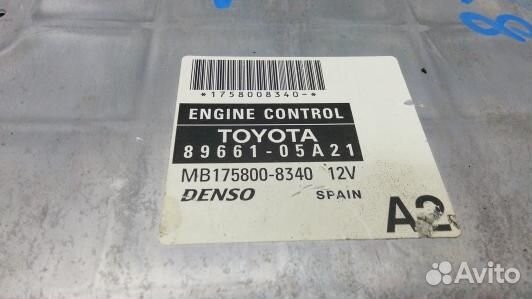 *1758008340-*
ENGINE CONTROL
TOYOTA
89661-05A21
MB175800-8340 12V
DENSO SPAIN
A2
Avito